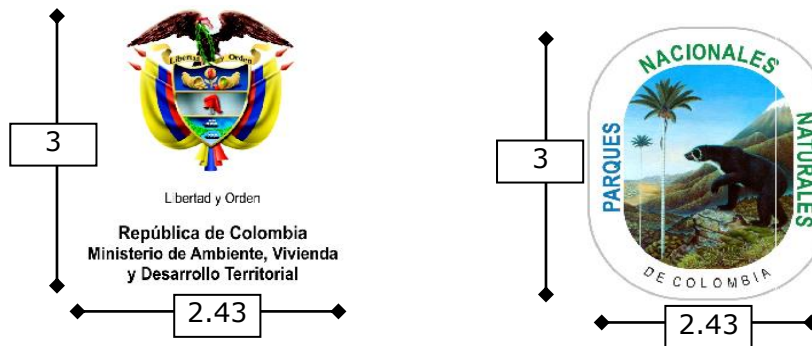 Libertad y Orden
3
Libertad y Orden
República de Colombia
Ministerio de Ambiente, Vivienda
y Desarrollo Territorial
2.43
3
PARQUES
NACIONALES
NATURALES
DE COLOMBIA
2.43